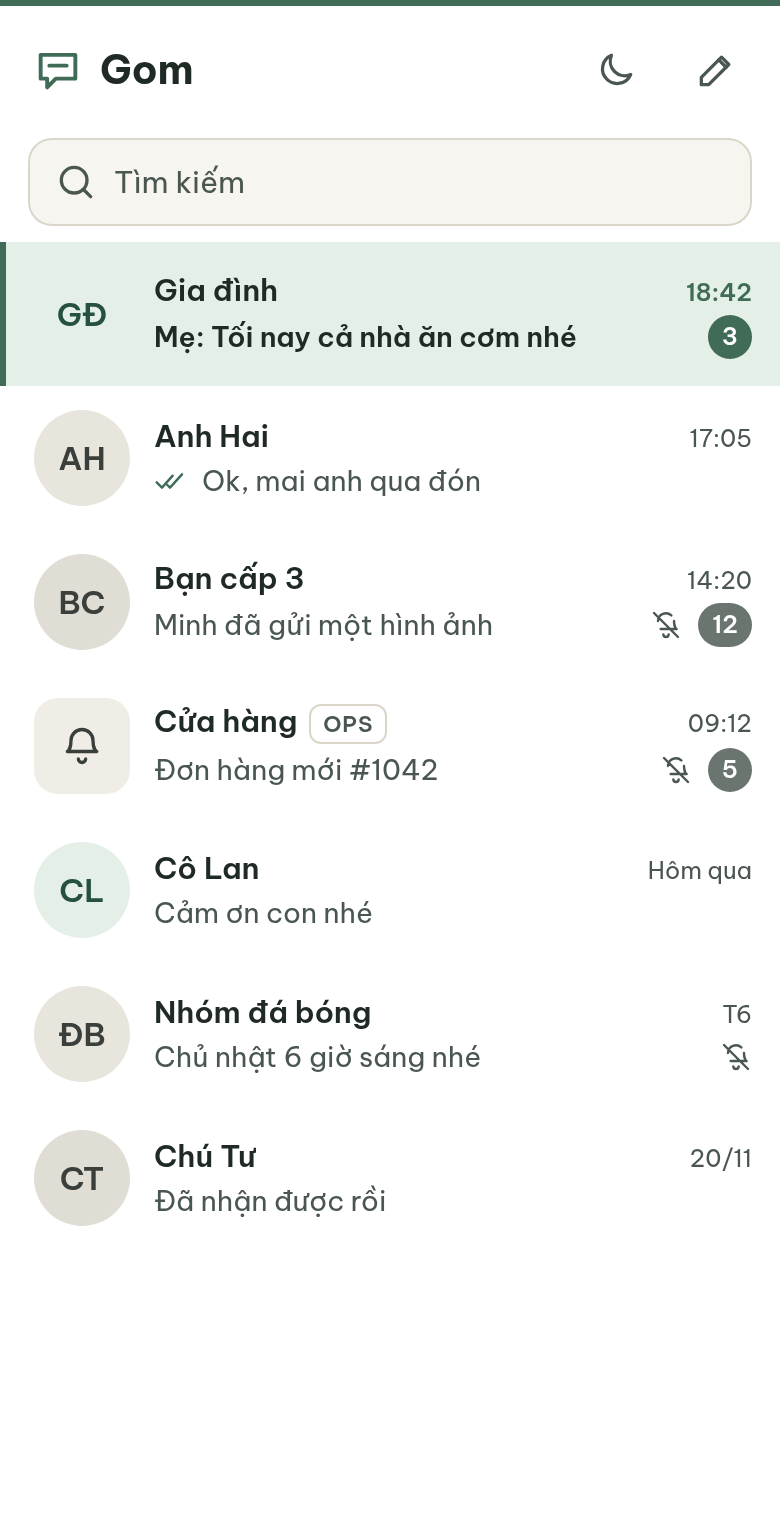 Gom
Tìm kiếm
GĐ
Gia đình
18:42
Mẹ: Tối nay cả nhà ăn cơm nhé
3
AH
Anh Hai
17:05
Ok, mai anh qua đón
BC
Bạn cấp 3
14:20
Minh đã gửi một hình ảnh
12
Cửa hàng OPS
09:12
Đơn hàng mới #1042
5
CL
Cô Lan
Hôm qua
Cảm ơn con nhé
ĐB
Nhóm đá bóng
T6
Chủ nhật 6 giờ sáng nhé
CT
Chú Tư
20/11
Đã nhận được rồi